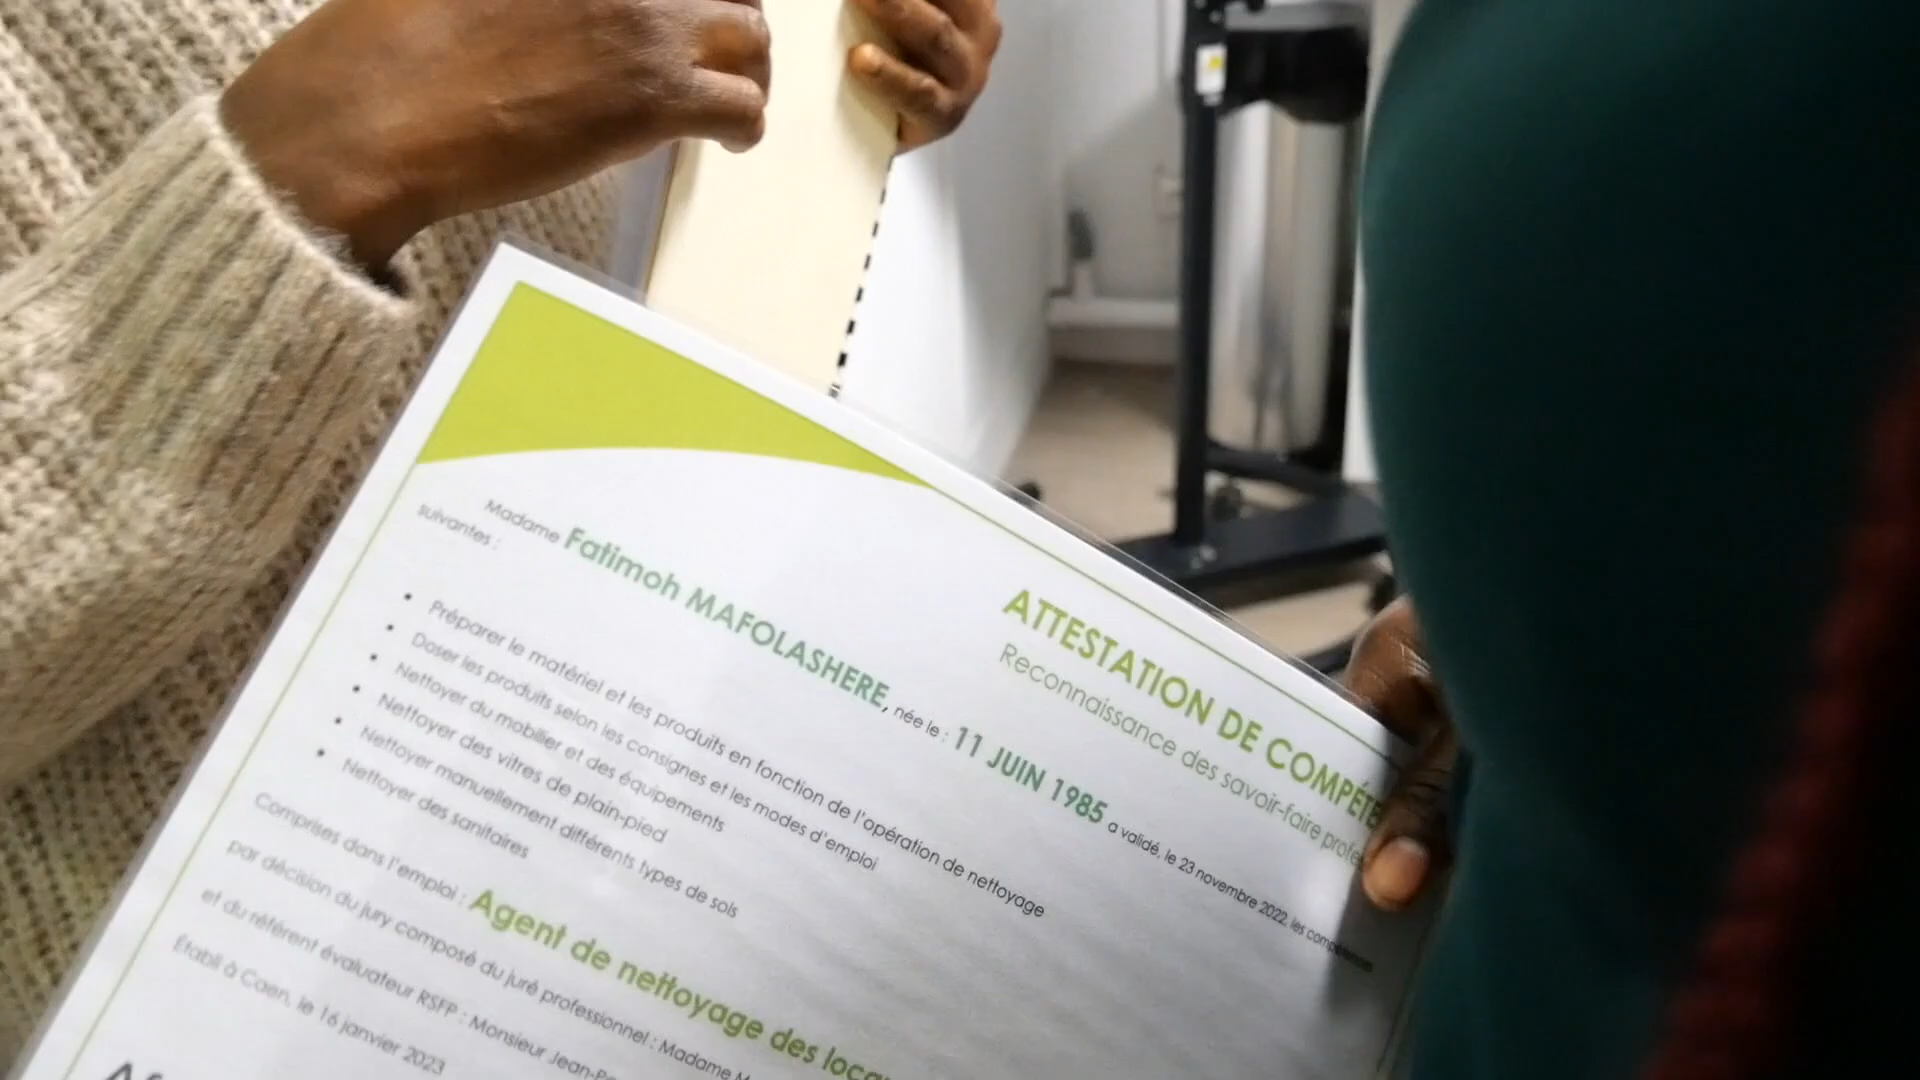 ATTESTATION DE COMPÉTE
Reconnaissance des savoir-faire profe
Madame Fatimoh MAFOLASHERE, née le : 11 JUIN 1985 a validé, le 23 novembre 2022, les compétences
suivantes :
• Préparer le matériel et les produits en fonction de l'opération de nettoyage
• Doser les produits selon les consignes et les modes d'emploi
• Nettoyer du mobilier et des équipements
• Nettoyer des vitres de plain-pied
• Nettoyer manuellement différents types de sols
• Nettoyer des sanitaires
Comprises dans l'emploi : Agent de nettoyage des loca
par décision du jury composé du juré professionnel : Madame M
et du référent évaluateur RSFP : Monsieur Jean-Pa
Établi à Caen, le 16 janvier 2023